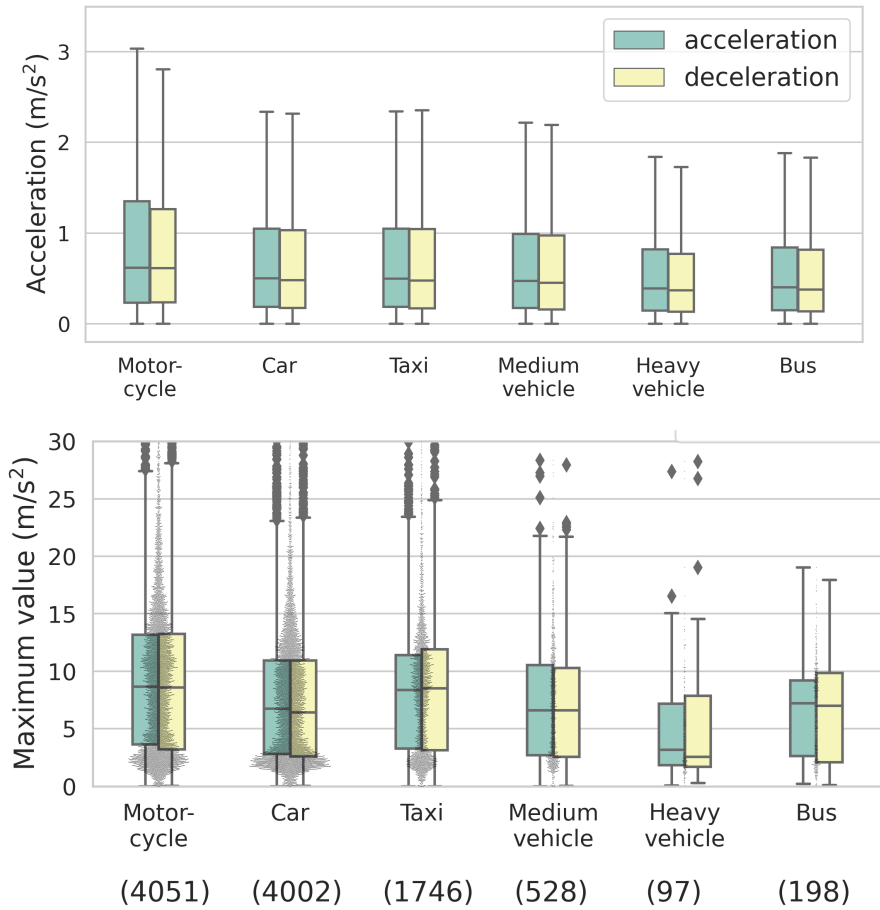 acceleration
deceleration
Acceleration (m/s²)
3
2
1
0
Motor-
cycle
Car
Taxi
Medium
vehicle
Heavy
vehicle
Bus
Maximum value (m/s²)
30
25
20
15
10
5
0
Motor-
cycle
Car
Taxi
Medium
vehicle
Heavy
vehicle
Bus
(4051) (4002) (1746) (528) (97) (198)